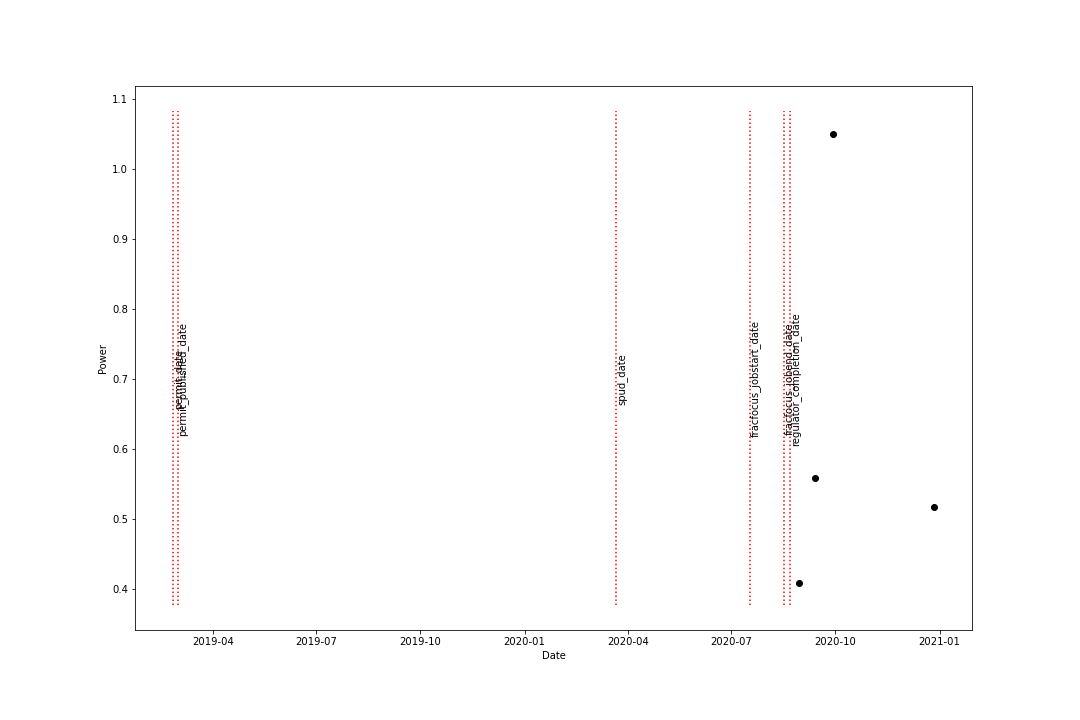 1.1
1.0
0.9
0.8
0.7
0.6
0.5
0.4
Power
permit_date
permit_published_date
spud_date
fracfocus_jobstart_date
fracfocus_jobend_date
regulator_completion_date
2019-04
2019-07
2019-10
2020-01
2020-04
2020-07
2020-10
2021-01
Date